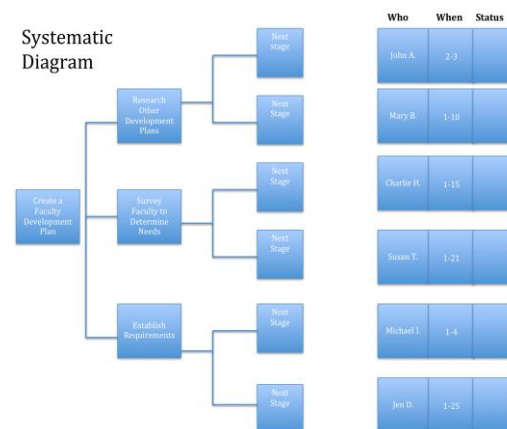 Systematic
Diagram
Who When Status
Next
stage
John A. 2-3
Research
Other
Development
Plans
Next
Stage
Mary B. 1-10
Create a
Faculty
Development
Plan
Survey
Faculty to
Determine
Needs
Next
Stage
Charlie H. 1-15
Next
Stage
Susan T. 1-21
Establish
Requirements
Next
Stage
Michael J. 1-4
Next
Stage
Jen D. 1-25